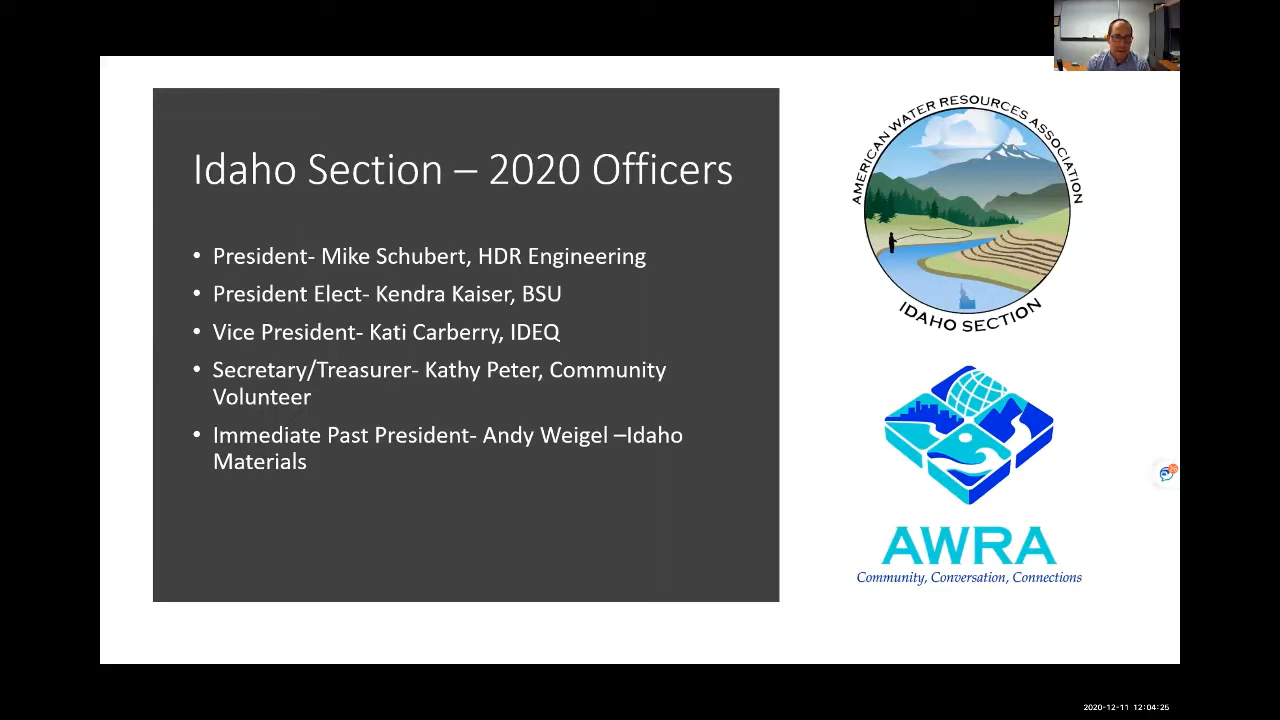 Idaho Section – 2020 Officers
• President- Mike Schubert, HDR Engineering
• President Elect- Kendra Kaiser, BSU
• Vice President- Kati Carberry, IDEQ
• Secretary/Treasurer- Kathy Peter, Community
Volunteer
• Immediate Past President- Andy Weigel –Idaho
Materials
AMERICAN WATER RESOURCES ASSOCIATION
IDAHO SECTION
AWRA
Community, Conversation, Connections
2020-12-11 12:04:25